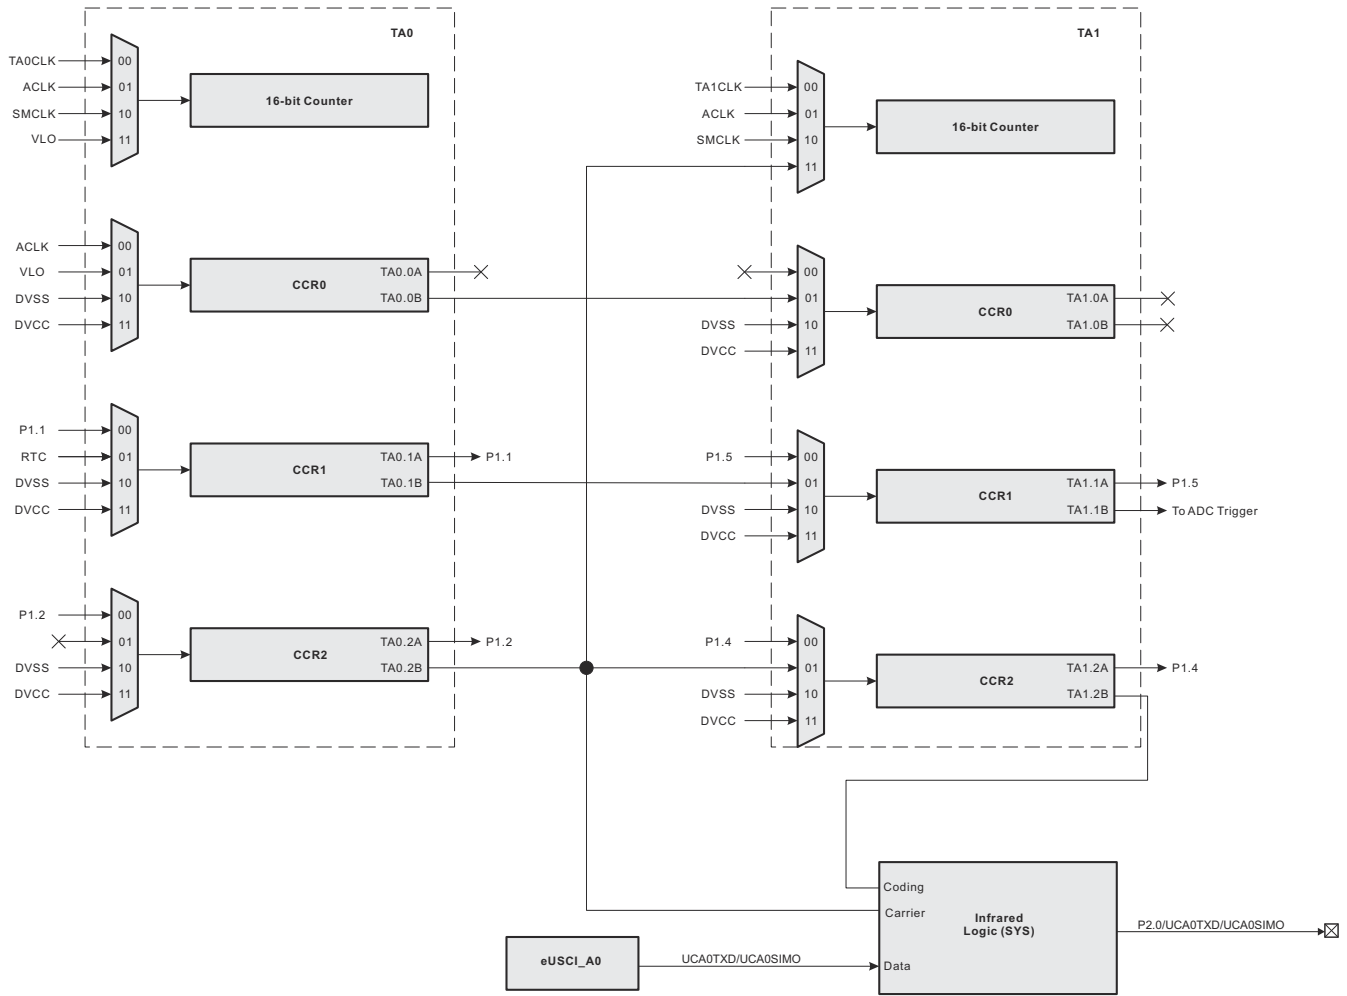 TA0
TA0CLK 00
ACLK 01
SMCLK 10
VLO 11
16-bit Counter
ACLK 00
VLO 01
DVSS 10
DVCC 11
CCR0
TA0.0A
TA0.0B
P1.1 00
RTC 01
DVSS 10
DVCC 11
CCR1
TA0.1A P1.1
TA0.1B
P1.2 00
01
DVSS 10
DVCC 11
CCR2
TA0.2A P1.2
TA0.2B
TA1
TA1CLK 00
ACLK 01
SMCLK 10
11
16-bit Counter
00
01
DVSS 10
DVCC 11
CCR0
TA1.0A
TA1.0B
P1.5 00
01
DVSS 10
DVCC 11
CCR1
TA1.1A P1.5
TA1.1B To ADC Trigger
P1.4 00
01
DVSS 10
DVCC 11
CCR2
TA1.2A P1.4
TA1.2B
Coding
Carrier
Data
Infrared
Logic (SYS)
P2.0/UCA0TXD/UCA0SIMO
eUSCI_A0
UCA0TXD/UCA0SIMO